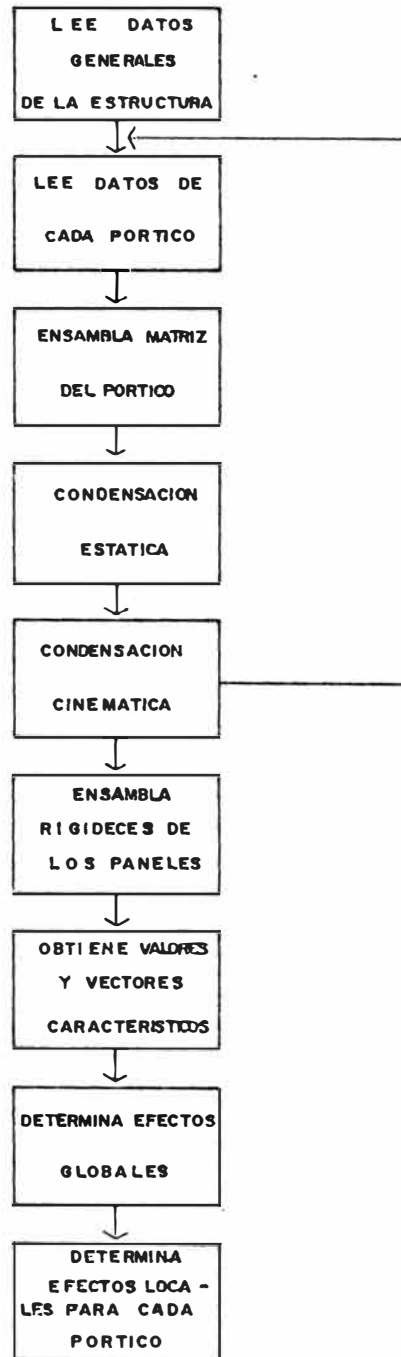 LEE DATOS
GENERALES
DE LA ESTRUCTURA
LEE DATOS DE
CADA PORTICO
ENSAMBLA MATRIZ
DEL PORTICO
CONDENSACION
ESTATICA
CONDENSACION
CINEMATICA
ENSAMBLA
RIGIDECES DE
LOS PANELES
OBTIENE VALORES
Y VECTORES
CARACTERISTICOS
DETERMINA EFECTOS
GLOBALES
DETERMINA
EFECTOS LOCA -
LES PARA CADA
PORTICO